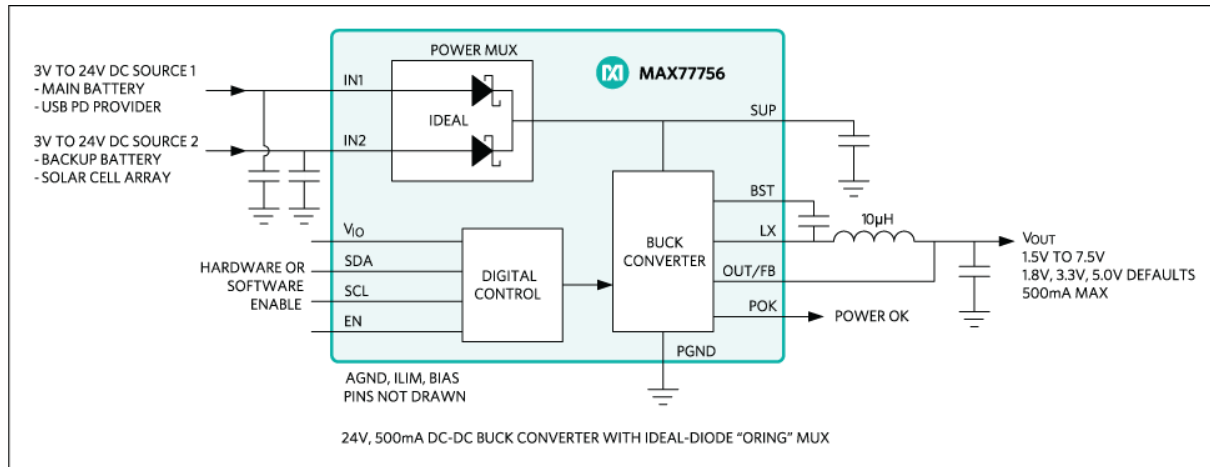 POWER MUX
MAX77756
3V TO 24V DC SOURCE 1
- MAIN BATTERY
- USB PD PROVIDER
IN1
IDEAL
SUP
3V TO 24V DC SOURCE 2
- BACKUP BATTERY
- SOLAR CELL ARRAY
IN2
BST
10µH
LX
BUCK
CONVERTER
VOUT
1.5V TO 7.5V
1.8V, 3.3V, 5.0V DEFAULTS
500mA MAX
VIO
SDA
HARDWARE OR
SOFTWARE
ENABLE
SCL
EN
DIGITAL
CONTROL
OUT/FB
POK
POWER OK
PGND
AGND, ILIM, BIAS
PINS NOT DRAWN
24V, 500mA DC-DC BUCK CONVERTER WITH IDEAL-DIODE “ORING” MUX